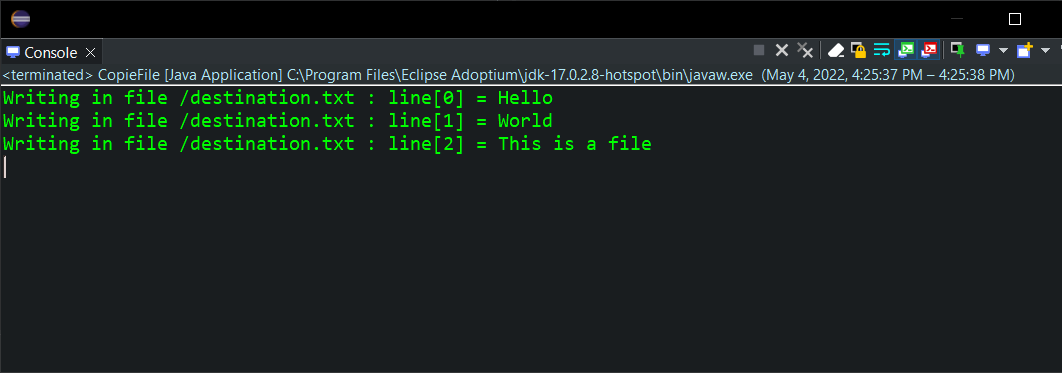 Console
<terminated> CopieFile [Java Application] C:\Program Files\Eclipse Adoptium\jdk-17.0.2.8-hotspot\bin\javaw.exe (May 4, 2022, 4:25:37 PM – 4:25:38 PM)
Writing in file /destination.txt : line[0] = Hello
Writing in file /destination.txt : line[1] = World
Writing in file /destination.txt : line[2] = This is a file